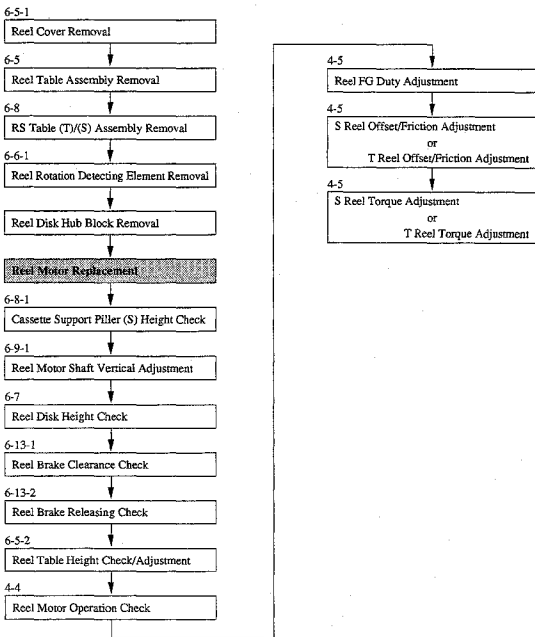 6-5-1
Reel Cover Removal
6-5
Reel Table Assembly Removal
6-8
RS Table (T)/(S) Assembly Removal
6-6-1
Reel Rotation Detecting Element Removal
Reel Disk Hub Block Removal
Reel Motor Replacement
6-8-1
Cassette Support Piller (S) Height Check
6-9-1
Reel Motor Shaft Vertical Adjustment
6-7
Reel Disk Height Check
6-13-1
Reel Brake Clearance Check
6-13-2
Reel Brake Releasing Check
6-5-2
Reel Table Height Check/Adjustment
4-4
Reel Motor Operation Check
4-5
Reel FG Duty Adjustment
4-5
S Reel Offset/Friction Adjustment
or
T Reel Offset/Friction Adjustment
4-5
S Reel Torque Adjustment
or
T Reel Torque Adjustment